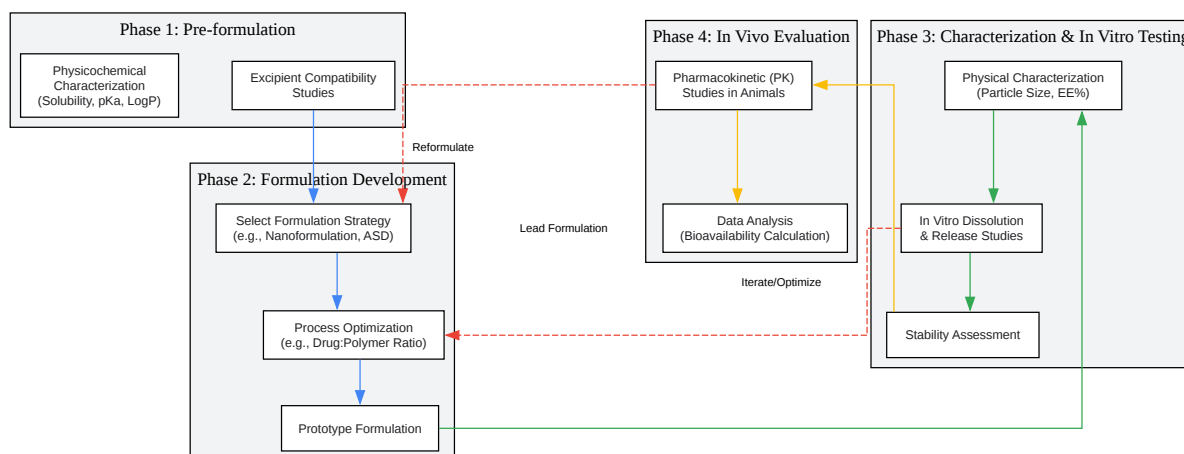 Phase 1: Pre-formulation
Physicochemical
Characterization
(Solubility, pKa, LogP)
Excipient Compatibility
Studies
Reformulate
Phase 2: Formulation Development
Select Formulation Strategy
(e.g., Nanoformulation, ASD)
Process Optimization
(e.g., Drug:Polymer Ratio)
Prototype Formulation
Lead Formulation
Phase 4: In Vivo Evaluation
Pharmacokinetic (PK)
Studies in Animals
Data Analysis
(Bioavailability Calculation)
Iterate/Optimize
Phase 3: Characterization & In Vitro Testing
Physical Characterization
(Particle Size, EE%)
In Vitro Dissolution
& Release Studies
Stability Assessment